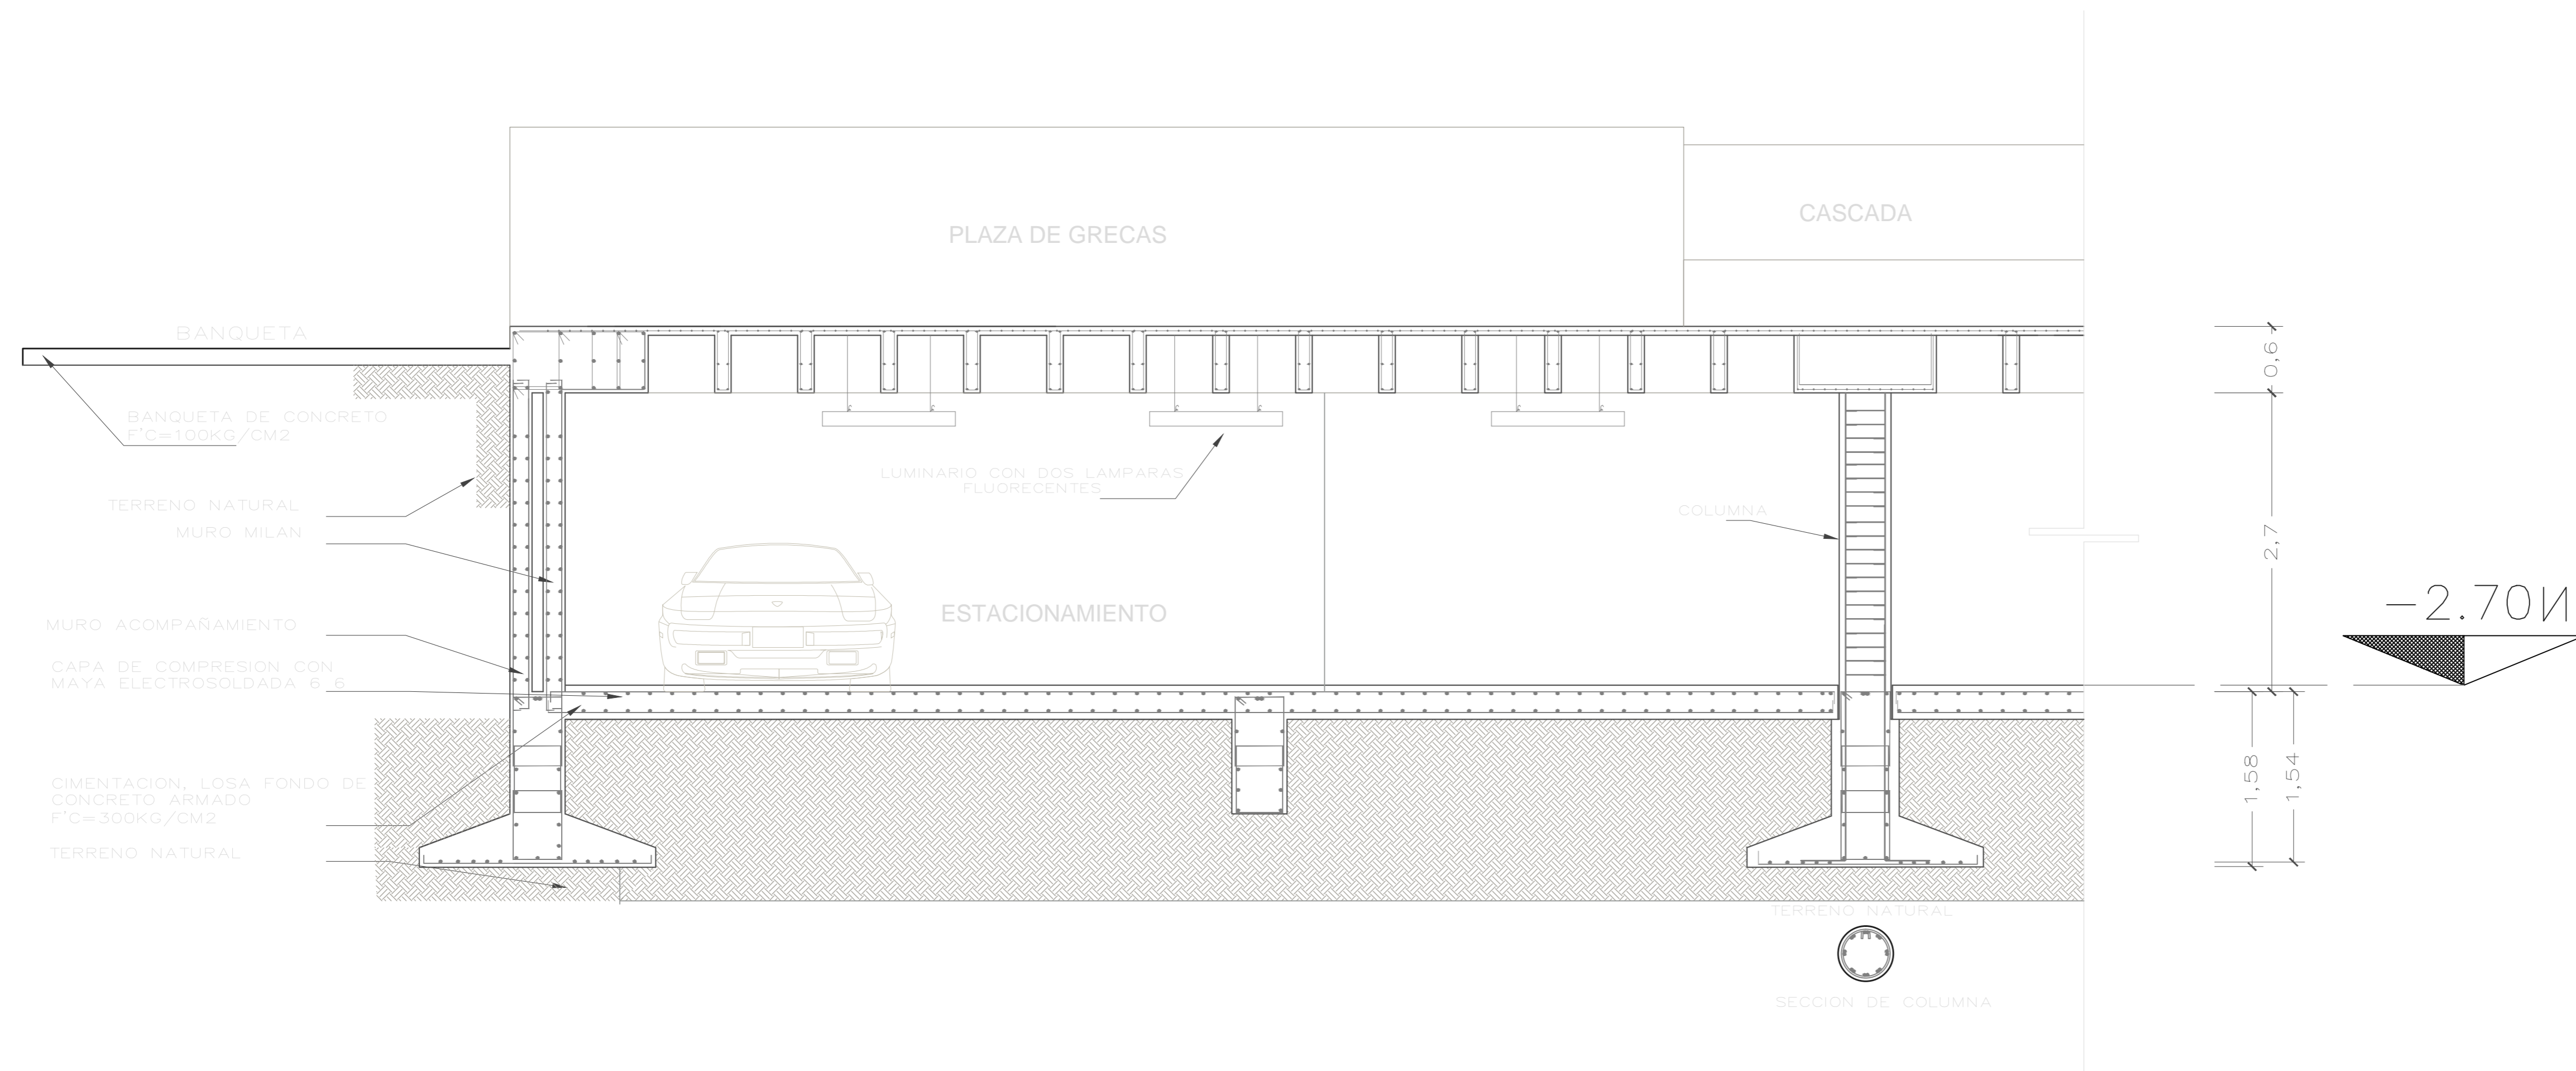 PLAZA DE GRECAS
CASCADA
BANQUETA
BANQUETA DE CONCRETO
F'C=100KG/CM2
TERRENO NATURAL
MURO MILAN
LUMINARIO CON DOS LAMPARAS
FLUORECENTES
COLUMNA
ESTACIONAMIENTO
MURO ACOMPAÑAMIENTO
CAPA DE COMPRESION CON
MAYA ELECTROSOLDADA 6 6
CIMENTACION, LOSA FONDO DE
CONCRETO ARMADO
F'C=300KG/CM2
TERRENO NATURAL
TERRENO NATURAL
SECCION DE COLUMNA
0,6
2,7
-2.70N
1,58
1,54